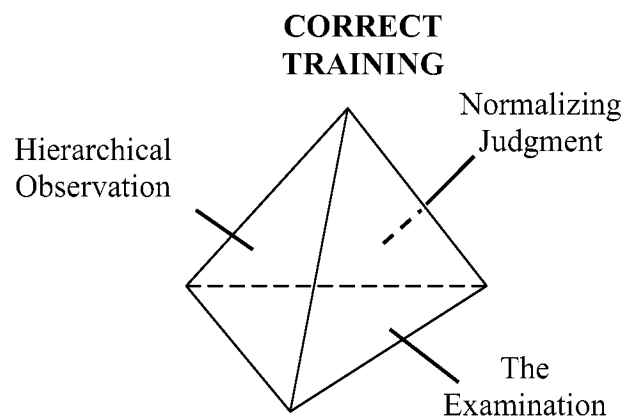 CORRECT
TRAINING
Normalizing
Judgment
Hierarchical
Observation
The
Examination